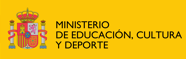 MINISTERIO
DE EDUCACIÓN, CULTURA
Y DEPORTE